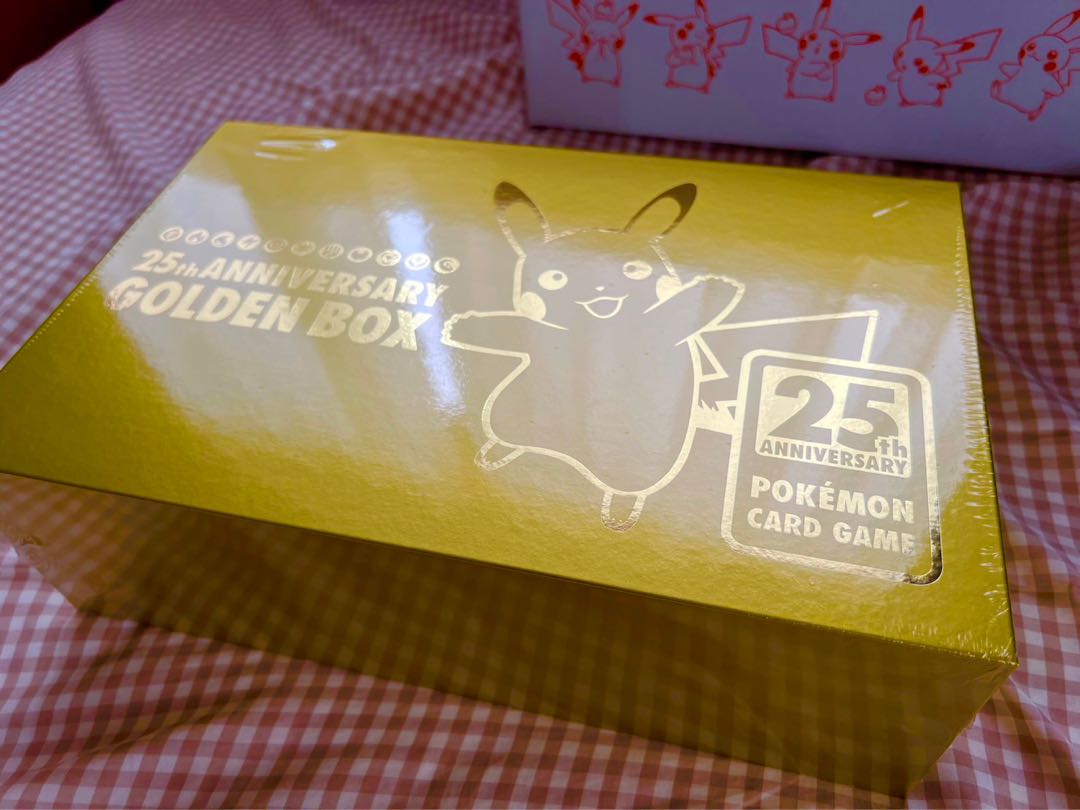 25th ANNIVERSARY
GOLDEN BOX
25th
ANNIVERSARY
POKÉMON
CARD GAME